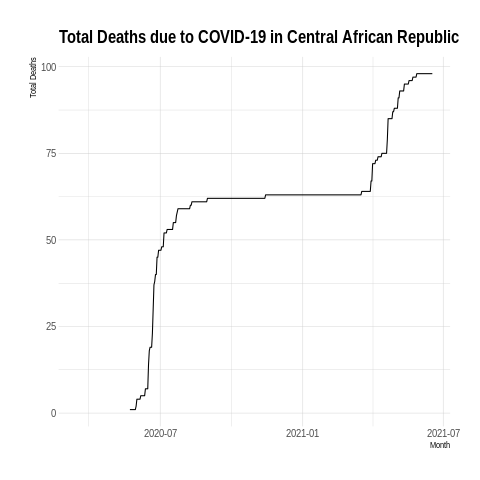 Total Deaths due to COVID-19 in Central African Republic
Total Deaths
100
75
50
25
0
2020-07
2021-01
2021-07
Month